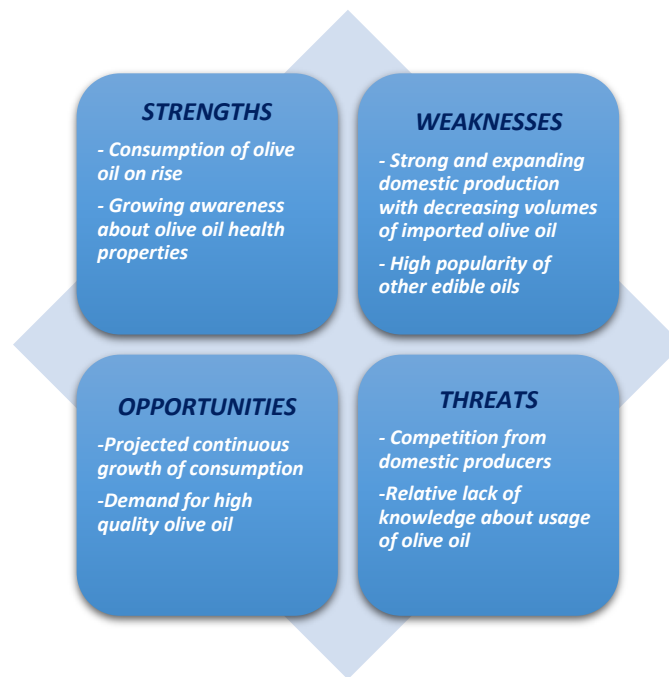 STRENGTHS
- Consumption of olive
oil on rise
- Growing awareness
about olive oil health
properties
WEAKNESSES
- Strong and expanding
domestic production
with decreasing volumes
of imported olive oil
- High popularity of
other edible oils
OPPORTUNITIES
-Projected continuous
growth of consumption
-Demand for high
quality olive oil
THREATS
- Competition from
domestic producers
-Relative lack of
knowledge about usage
of olive oil